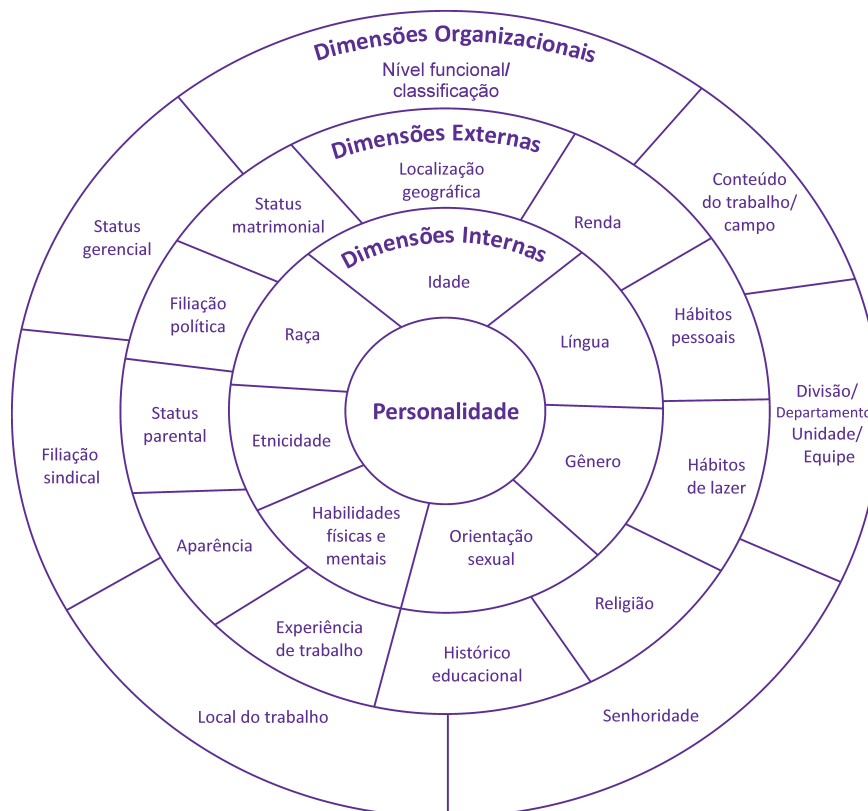 Dimensões Organizacionais
Nível funcional/
classificação
Conteúdo
do trabalho/
campo
Divisão/
Departamento
Unidade/
Equipe
Senhoridade
Local do trabalho
Filiação
sindical
Status
gerencial
Dimensões Externas
Localização
geográfica
Renda
Hábitos
pessoais
Hábitos
de lazer
Religião
Histórico
educacional
Experiência
de trabalho
Aparência
Status
parental
Filiação
política
Status
matrimonial
Dimensões Internas
Idade
Língua
Gênero
Orientação
sexual
Habilidades
físicas e
mentais
Etnicidade
Raça
Personalidade